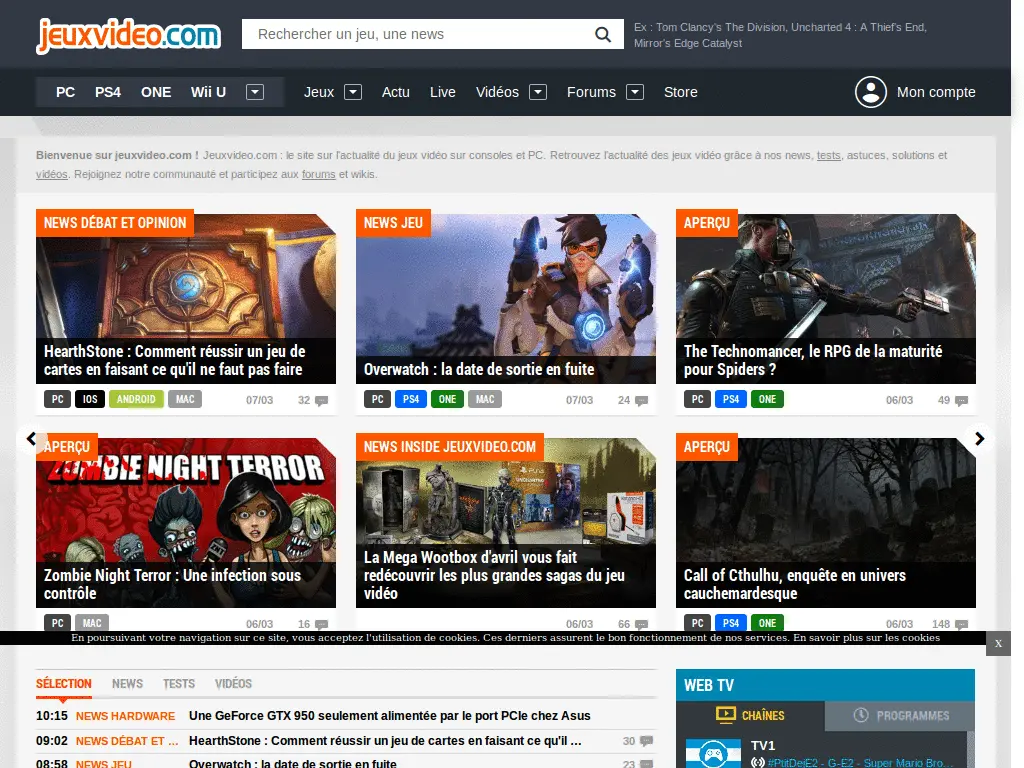 jeuxvideo.com
Rechercher un jeu, une news
Ex : Tom Clancy's The Division, Uncharted 4 : A Thief's End,
Mirror's Edge Catalyst
PC PS4 ONE Wii U Jeux Actu Live Vidéos Forums Store Mon compte
Bienvenue sur jeuxvideo.com ! Jeuxvideo.com : le site sur l'actualité du jeu vidéo sur consoles et PC. Retrouvez l'actualité des jeux vidéo grâce à nos news, tests, astuces, solutions et
vidéos. Rejoignez notre communauté et participez aux forums et wikis.
NEWS DÉBAT ET OPINION
HearthStone : Comment réussir un jeu de
cartes en faisant ce qu'il ne faut pas faire
PC IOS ANDROID MAC 07/03 32
NEWS JEU
Overwatch : la date de sortie en fuite
PC PS4 ONE MAC 07/03 24
APERÇU
The Technomancer, le RPG de la maturité
pour Spiders ?
PC PS4 ONE 06/03 49
APERÇU
ZOMBIE NIGHT TERROR
Zombie Night Terror : Une infection sous
contrôle
PC MAC 06/03 16
NEWS INSIDE JEUXVIDEO.COM
La Mega Wootbox d'avril vous fait
redécouvrir les plus grandes sagas du jeu
vidéo
06/03 66
APERÇU
Call of Cthulhu, enquête en univers
cauchemardesque
PC PS4 ONE 06/03 148
En poursuivant votre navigation sur ce site, vous acceptez l'utilisation de cookies. Ces derniers assurent le bon fonctionnement de nos services. En savoir plus sur les cookies
x
SÉLECTION NEWS TESTS VIDÉOS
10:15 NEWS HARDWARE Une GeForce GTX 950 seulement alimentée par le port PCIe chez Asus
09:02 NEWS DÉBAT ET ... HearthStone : Comment réussir un jeu de cartes en faisant ce qu'il ... 30
08:58 NEWS JEU Overwatch : la date de sortie en fuite 23
WEB TV
CHAÎNES PROGRAMMES
TV1
#PtitDejE2 - G-E2 - Super Mario Bro...